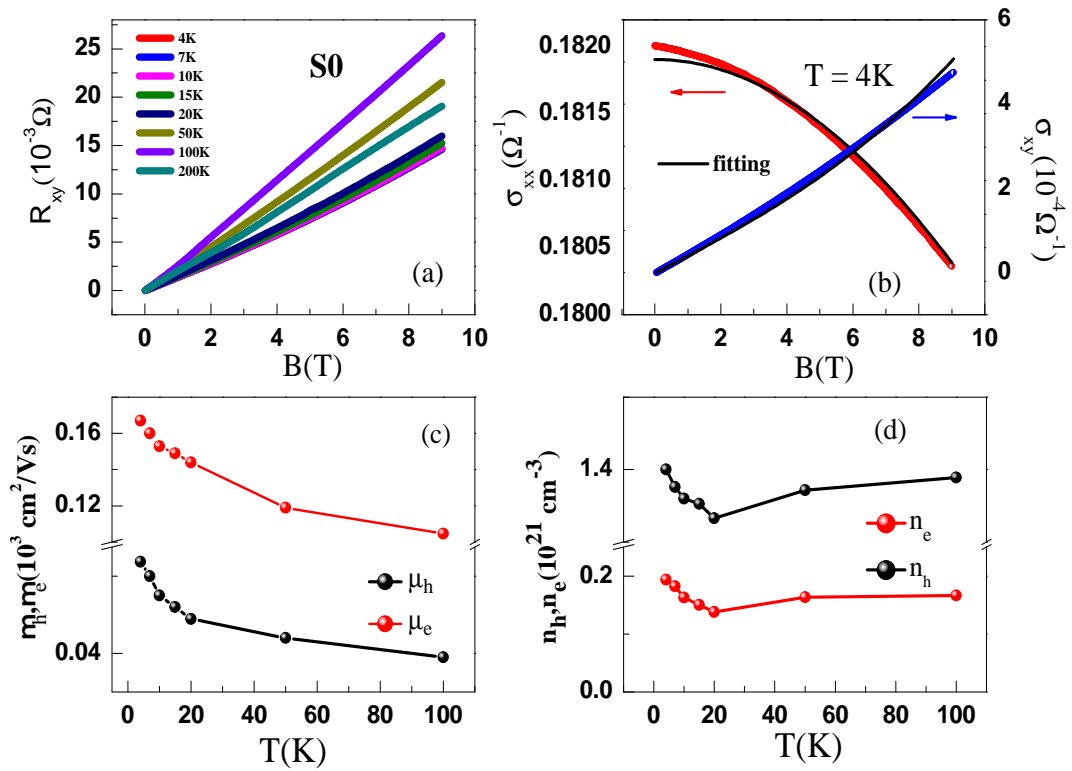 S0
4K
7K
10K
15K
20K
50K
100K
200K
25
20
15
10
5
0
R_xy(10^-3Ω)
(a)
0 2 4 6 8 10
B(T)
T = 4K
fitting
0.1820
0.1815
0.1810
0.1805
0.1800
σ_xx(Ω^-1)
6
4
2
0
σ_xy(10^-4Ω^-1)
(b)
0 2 4 6 8 10
B(T)
(c)
0.16
0.12
0.04
m_h,m_e(10^3 cm^2/Vs)
μ_h
μ_e
0 20 40 60 80 100
T(K)
(d)
1.4
0.2
0.0
n_h,n_e(10^21 cm^-3)
n_e
n_h
0 20 40 60 80 100
T(K)